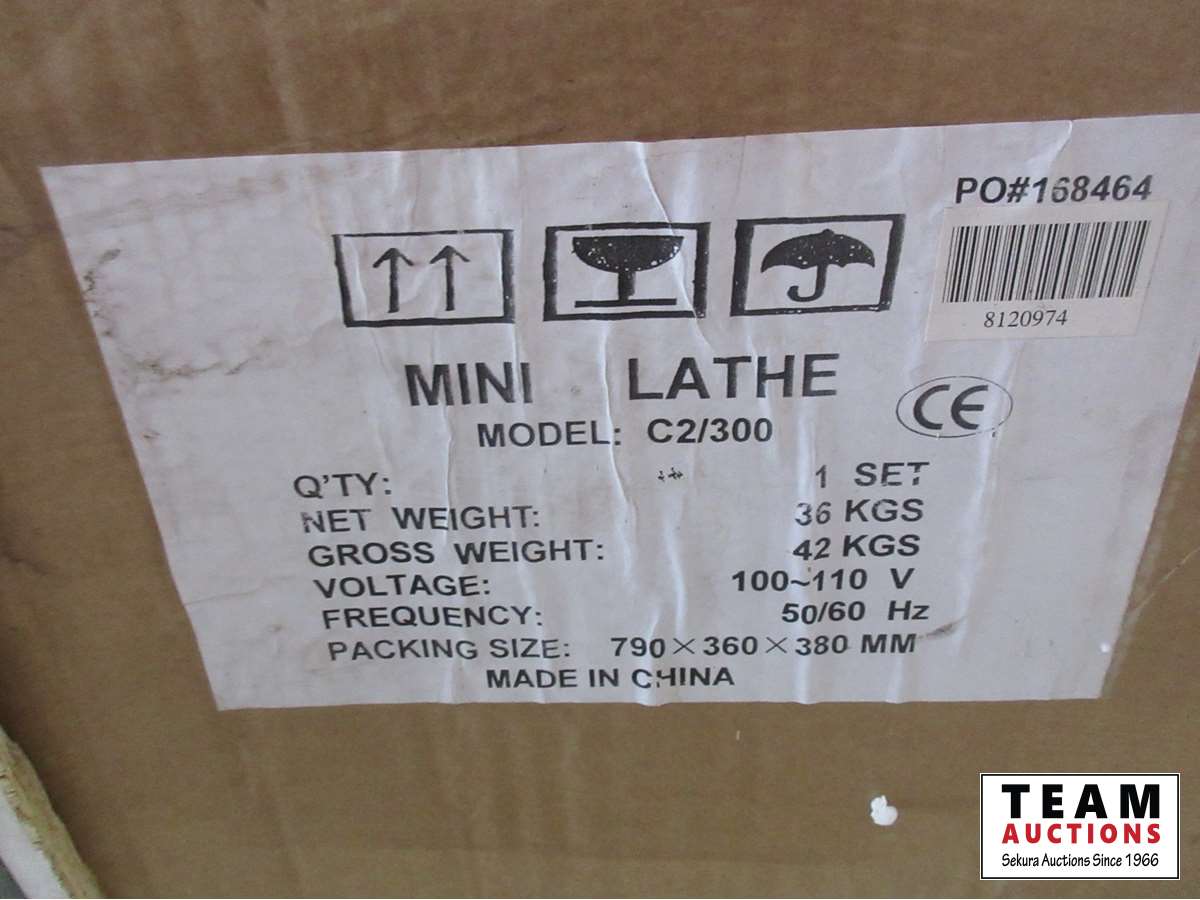 PO#168464
8120974
MINI LATHE
MODEL: C2/300
CE
Q'TY: 1 SET
NET WEIGHT: 36 KGS
GROSS WEIGHT: 42 KGS
VOLTAGE: 100~110 V
FREQUENCY: 50/60 Hz
PACKING SIZE: 790×360×380 MM
MADE IN CHINA
TEAM
AUCTIONS
Sekura Auctions Since 1966